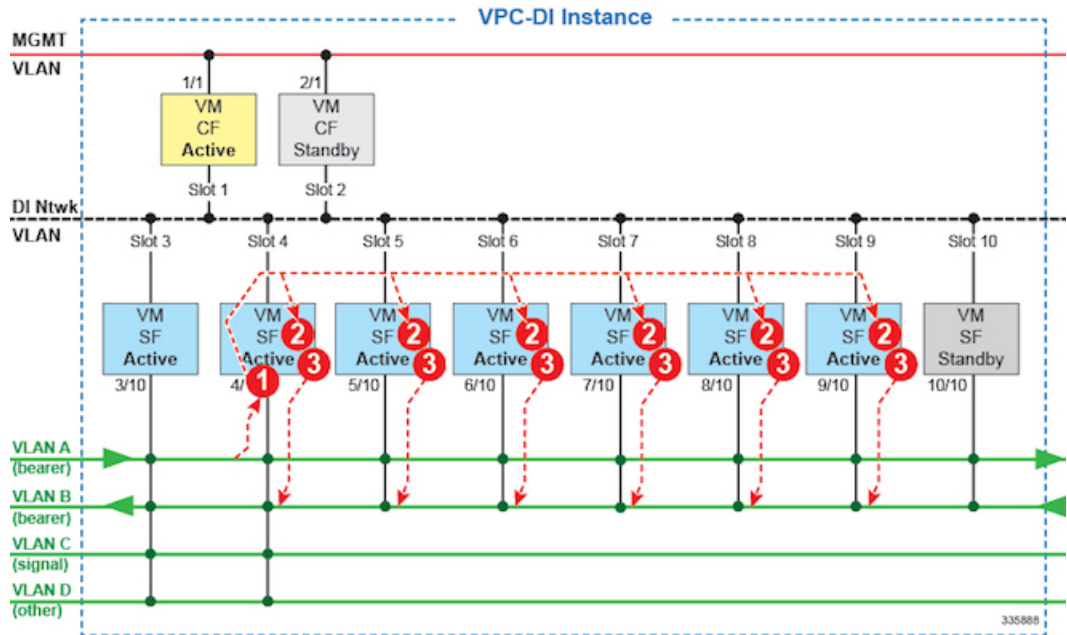 VPC-DI Instance
MGMT
VLAN
1/1
2/1
VM
CF
Active
VM
CF
Standby
Slot 1
Slot 2
DI Ntwk
VLAN
Slot 3
Slot 4
Slot 5
Slot 6
Slot 7
Slot 8
Slot 9
Slot 10
VM
SF
Active
VM
SF
Active
VM
SF
Active
VM
SF
Active
VM
SF
Active
VM
SF
Active
VM
SF
Active
VM
SF
Standby
2
2
2
2
2
2
1
3
3
3
3
3
3
3/10
4/
5/10
6/10
7/10
8/10
9/10
10/10
VLAN A
(bearer)
VLAN B
(bearer)
VLAN C
(signal)
VLAN D
(other)
335888